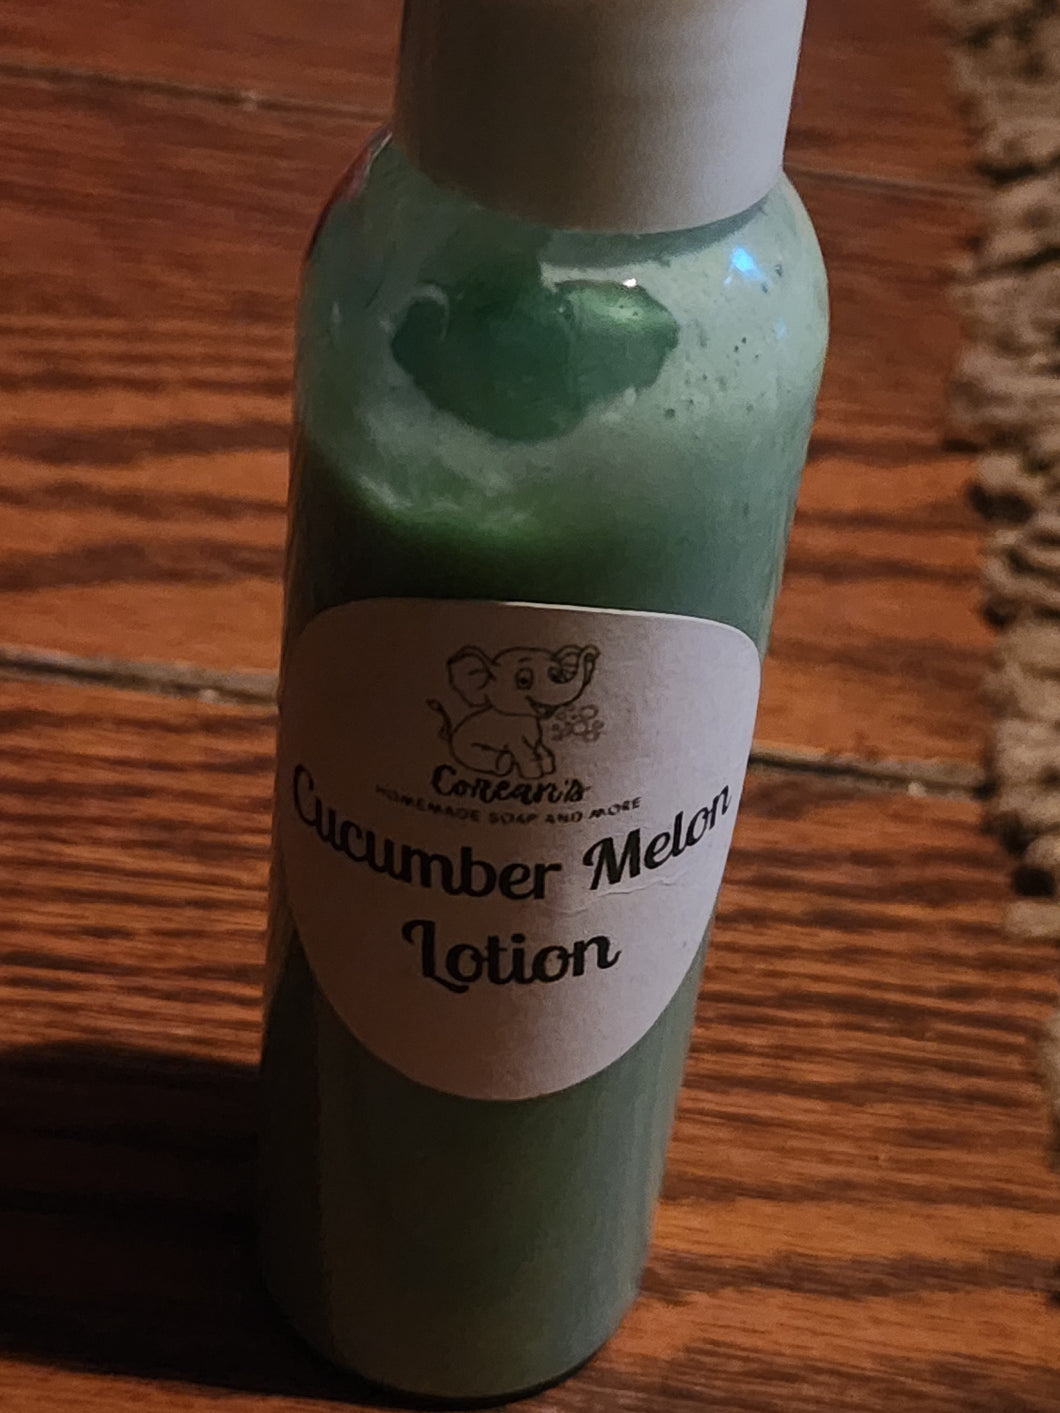 Corean's
HOMEMADE SOAP AND MORE
Cucumber Melon
Lotion